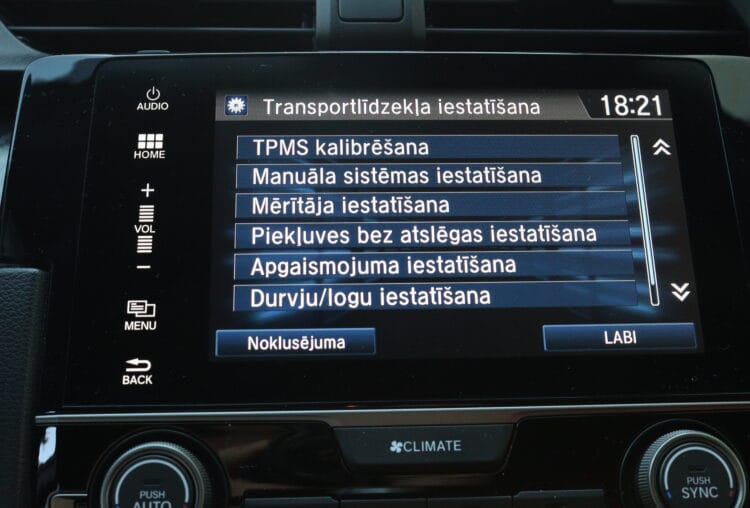 AUDIO
HOME
+
VOL
−
MENU
BACK
Transportlīdzekļa iestatīšana
18:21
TPMS kalibrēšana
Manuāla sistēmas iestatīšana
Mērītāja iestatīšana
Piekļuves bez atslēgas iestatīšana
Apgaismojuma iestatīšana
Durvju/logu iestatīšana
Noklusējuma
LABI
CLIMATE
PUSH
AUTO
PUSH
SYNC